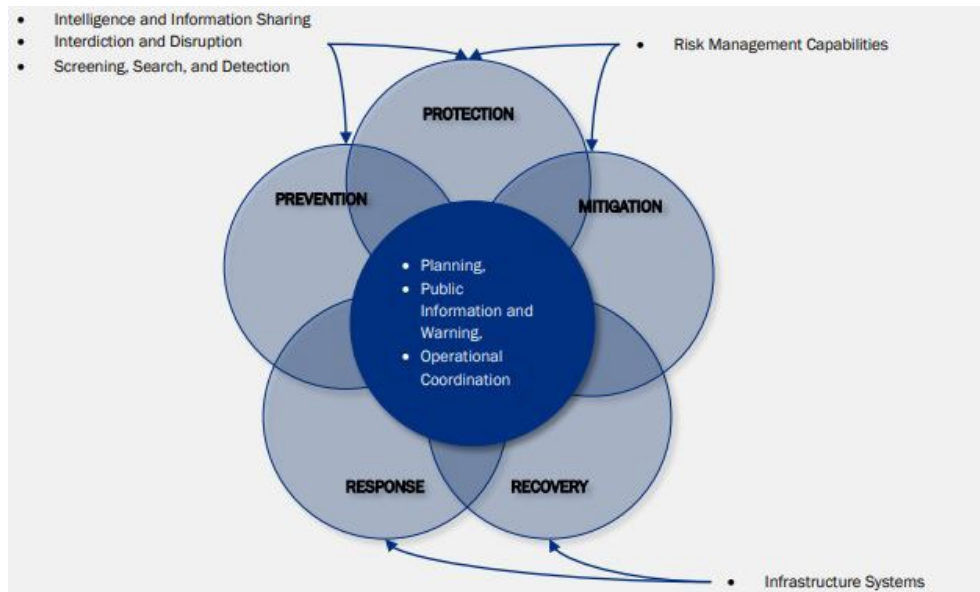 • Intelligence and Information Sharing
• Interdiction and Disruption
• Screening, Search, and Detection
• Risk Management Capabilities
PROTECTION
PREVENTION
MITIGATION
• Planning,
• Public
Information and
Warning,
• Operational
Coordination
RESPONSE
RECOVERY
• Infrastructure Systems